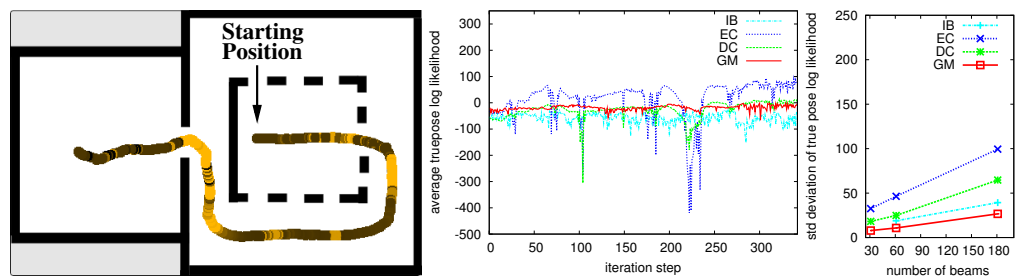 Starting
Position
average truepose log likelihood
300
200
100
0
-100
-200
-300
-400
-500
0
50
100
150
200
250
300
iteration step
IB
EC
DC
GM
std deviation of true pose log likelihood
250
200
150
100
50
0
30
60
90
120
150
180
number of beams
IB
EC
DC
GM